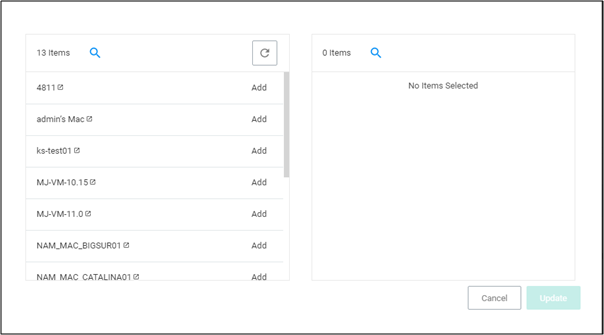 13 Items
4811 Add
admin's Mac Add
ks-test01 Add
MJ-VM-10.15 Add
MJ-VM-11.0 Add
NAM_MAC_BIGSUR01 Add
NAM_MAC_CATALINA01 Add
0 Items
No Items Selected
Cancel Update